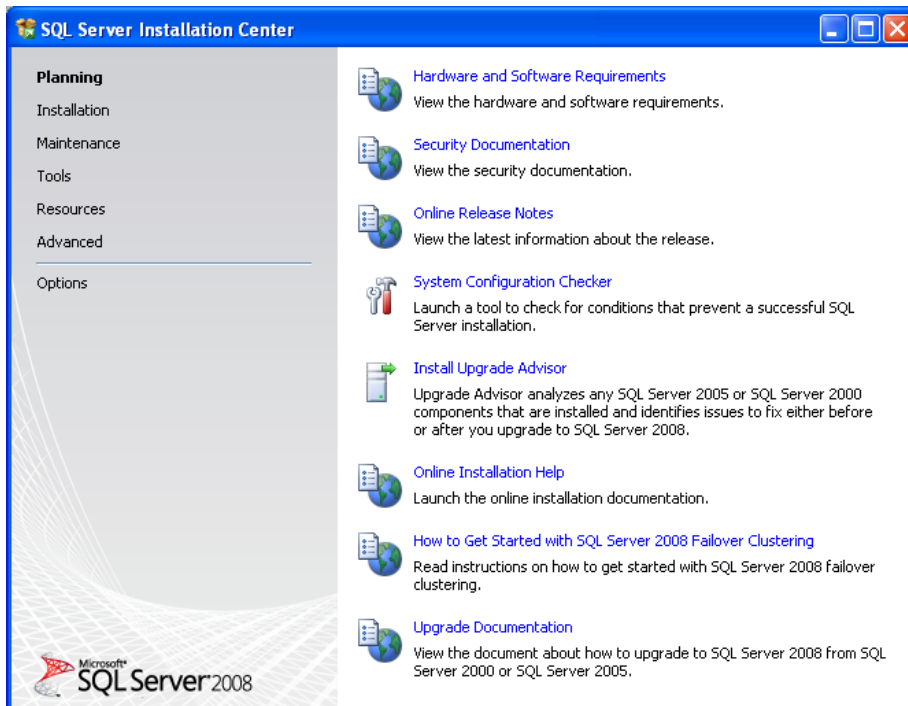 SQL Server Installation Center
Planning
Installation
Maintenance
Tools
Resources
Advanced
Options
Hardware and Software Requirements
View the hardware and software requirements.
Security Documentation
View the security documentation.
Online Release Notes
View the latest information about the release.
System Configuration Checker
Launch a tool to check for conditions that prevent a successful SQL
Server installation.
Install Upgrade Advisor
Upgrade Advisor analyzes any SQL Server 2005 or SQL Server 2000
components that are installed and identifies issues to fix either before
or after you upgrade to SQL Server 2008.
Online Installation Help
Launch the online installation documentation.
How to Get Started with SQL Server 2008 Failover Clustering
Read instructions on how to get started with SQL Server 2008 failover
clustering.
Upgrade Documentation
View the document about how to upgrade to SQL Server 2008 from SQL
Server 2000 or SQL Server 2005.
Microsoft
SQL Server 2008